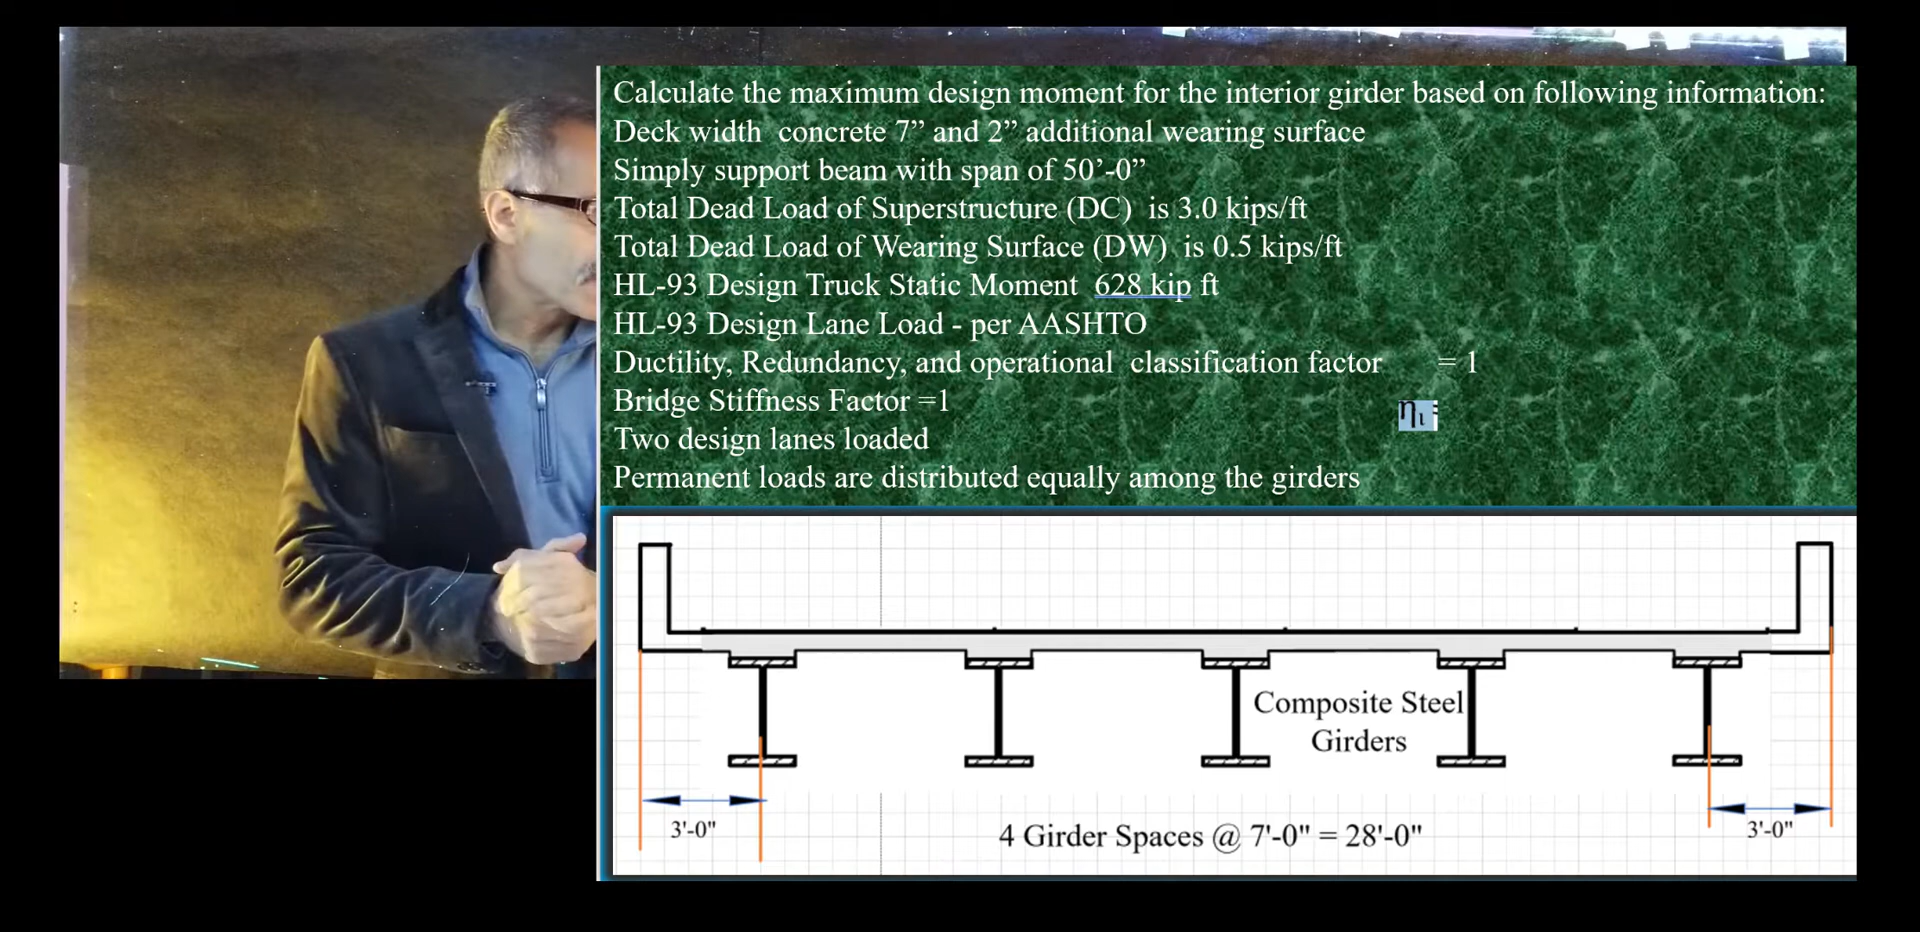 Calculate the maximum design moment for the interior girder based on following information:
Deck width concrete 7” and 2” additional wearing surface
Simply support beam with span of 50’-0”
Total Dead Load of Superstructure (DC) is 3.0 kips/ft
Total Dead Load of Wearing Surface (DW) is 0.5 kips/ft
HL-93 Design Truck Static Moment 628 kip ft
HL-93 Design Lane Load - per AASHTO
Ductility, Redundancy, and operational classification factor = 1
Bridge Stiffness Factor =1
ηι =
Two design lanes loaded
Permanent loads are distributed equally among the girders
Composite Steel
Girders
3'-0"
4 Girder Spaces @ 7'-0" = 28'-0"
3'-0"